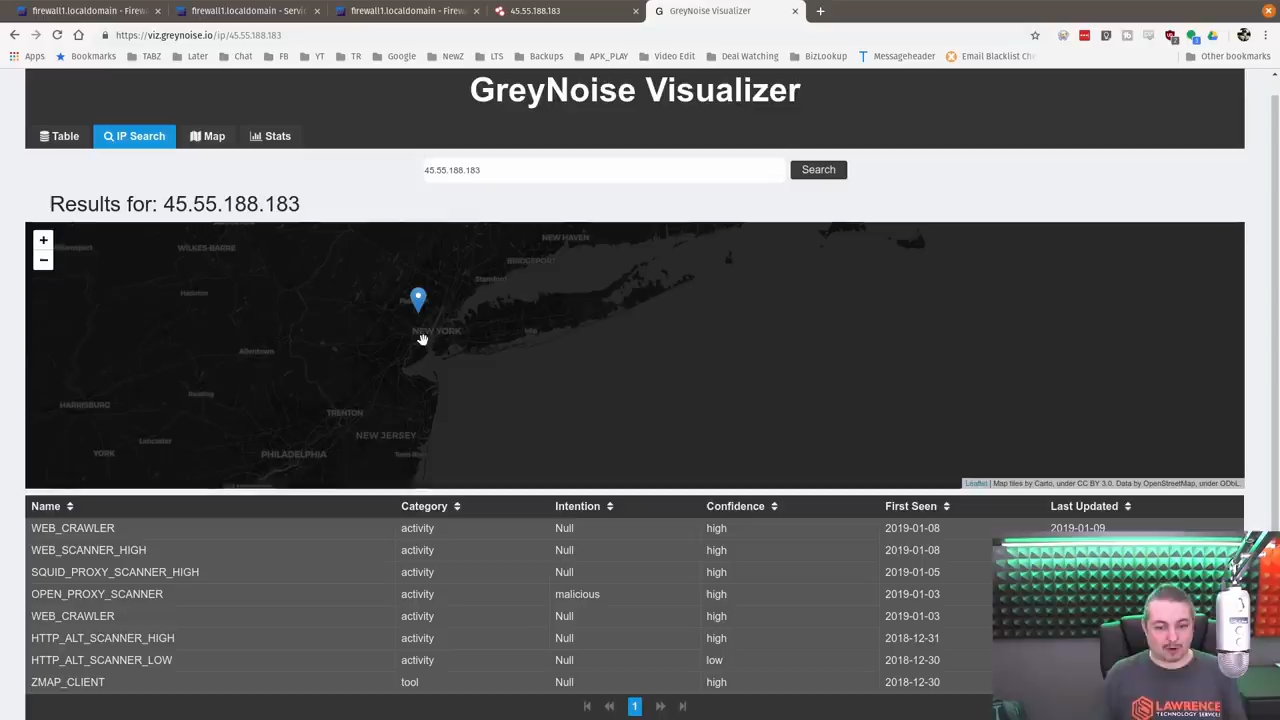 firewall1.localdomain - Firew
firewall1.localdomain - Servic
firewall1.localdomain - Firew
45.55.188.183
G GreyNoise Visualizer
https://viz.greynoise.io/ip/45.55.188.183
Apps Bookmarks TABZ Later Chat FB YT TR Google NewZ LTS Backups APK_PLAY Video Edit Deal Watching BizLookup Messageheader Email Blacklist Che Other bookmarks
GreyNoise Visualizer
Table IP Search Map Stats
45.55.188.183 Search
Results for: 45.55.188.183
+
−
NEW HAVEN
WILKES-BARRE
BRIDGEPORT
NEW YORK
Allentown
Reading
HARRISBURG
TRENTON
NEW JERSEY
Lancaster
YORK
PHILADELPHIA
Leaflet | Map tiles by Carto, under CC BY 3.0. Data by OpenStreetMap, under ODbL.
Name Category Intention Confidence First Seen Last Updated
WEB_CRAWLER activity Null high 2019-01-08 2019-01-09
WEB_SCANNER_HIGH activity Null high 2019-01-08
SQUID_PROXY_SCANNER_HIGH activity Null high 2019-01-05
OPEN_PROXY_SCANNER activity malicious high 2019-01-03
WEB_CRAWLER activity Null high 2019-01-03
HTTP_ALT_SCANNER_HIGH activity Null high 2018-12-31
HTTP_ALT_SCANNER_LOW activity Null low 2018-12-30
ZMAP_CLIENT tool Null high 2018-12-30
1
LAWRENCE
TECHNOLOGY SERVICES